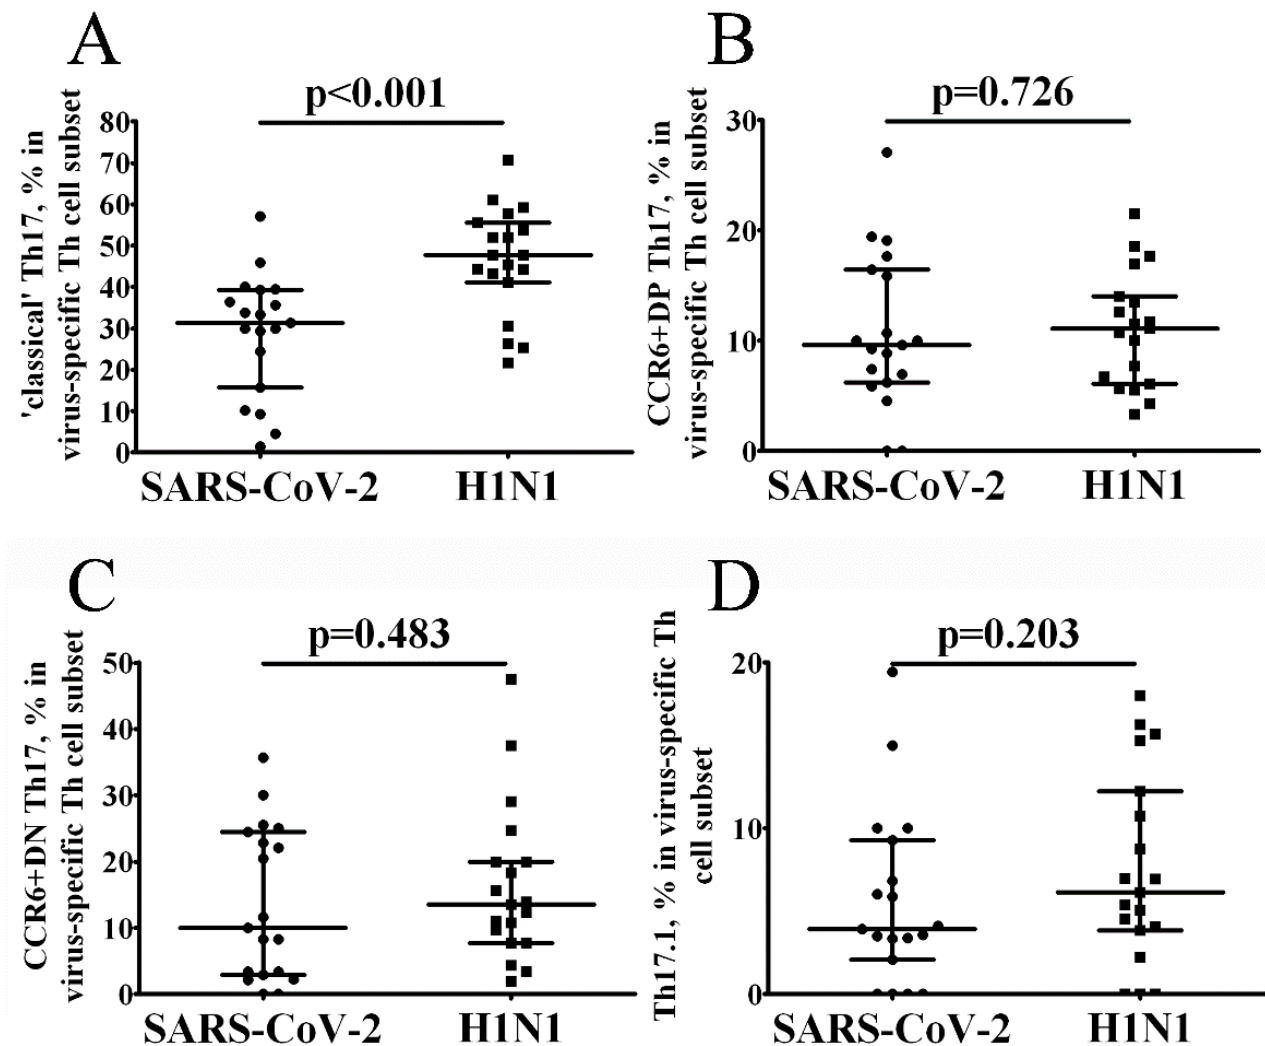 A
p<0.001
'classical' Th17, % in
virus-specific Th cell subset
80
70
60
50
40
30
20
10
0
SARS-CoV-2
H1N1
B
p=0.726
CCR6+DP Th17, % in
virus-specific Th cell subset
30
20
10
0
SARS-CoV-2
H1N1
C
p=0.483
CCR6+DN Th17, % in
virus-specific Th cell subset
50
40
30
20
10
0
SARS-CoV-2
H1N1
D
p=0.203
Th17.1, % in virus-specific Th
cell subset
20
10
0
SARS-CoV-2
H1N1